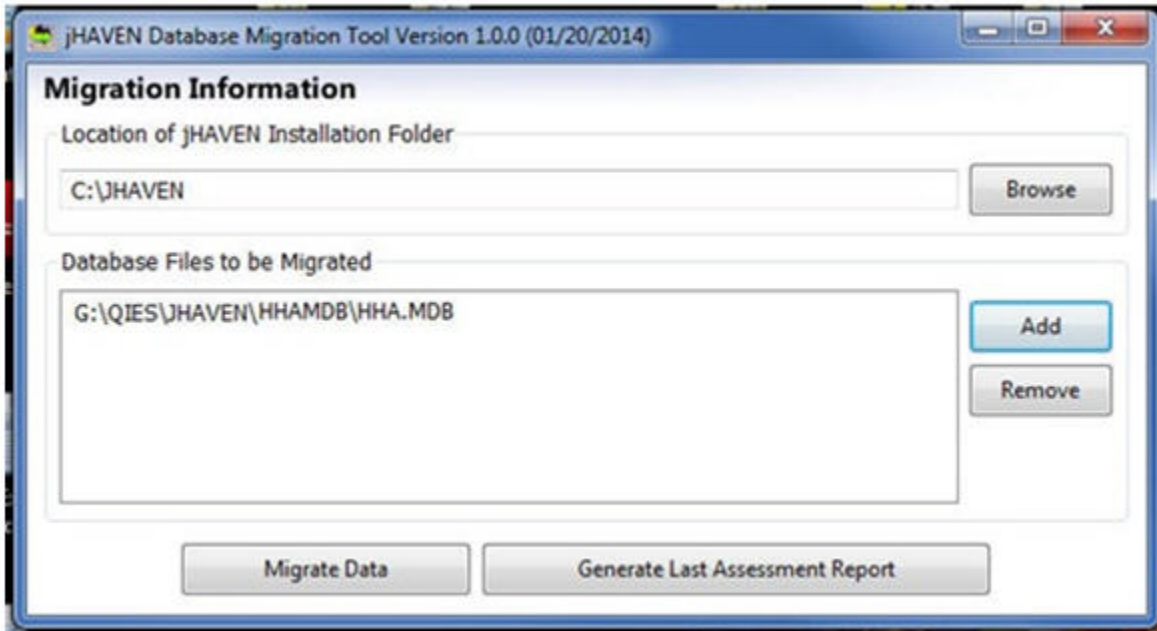 jHAVEN Database Migration Tool Version 1.0.0 (01/20/2014)
Migration Information
Location of jHAVEN Installation Folder
C:\JHAVEN
Browse
Database Files to be Migrated
G:\QIES\JHAVEN\HHAMDB\HHA.MDB
Add
Remove
Migrate Data
Generate Last Assessment Report